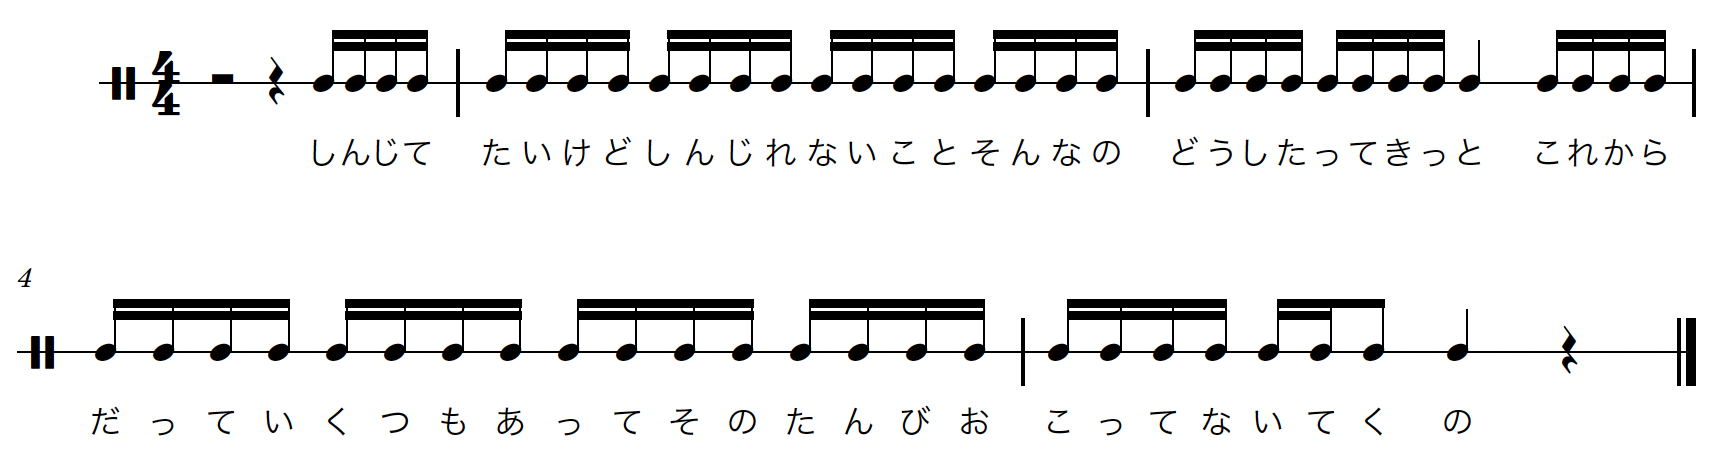 しんじて たいけどしんじれないことそんなの どうしたってきっと これから
4
だっていくつもあってそのたんびお こってないてくの